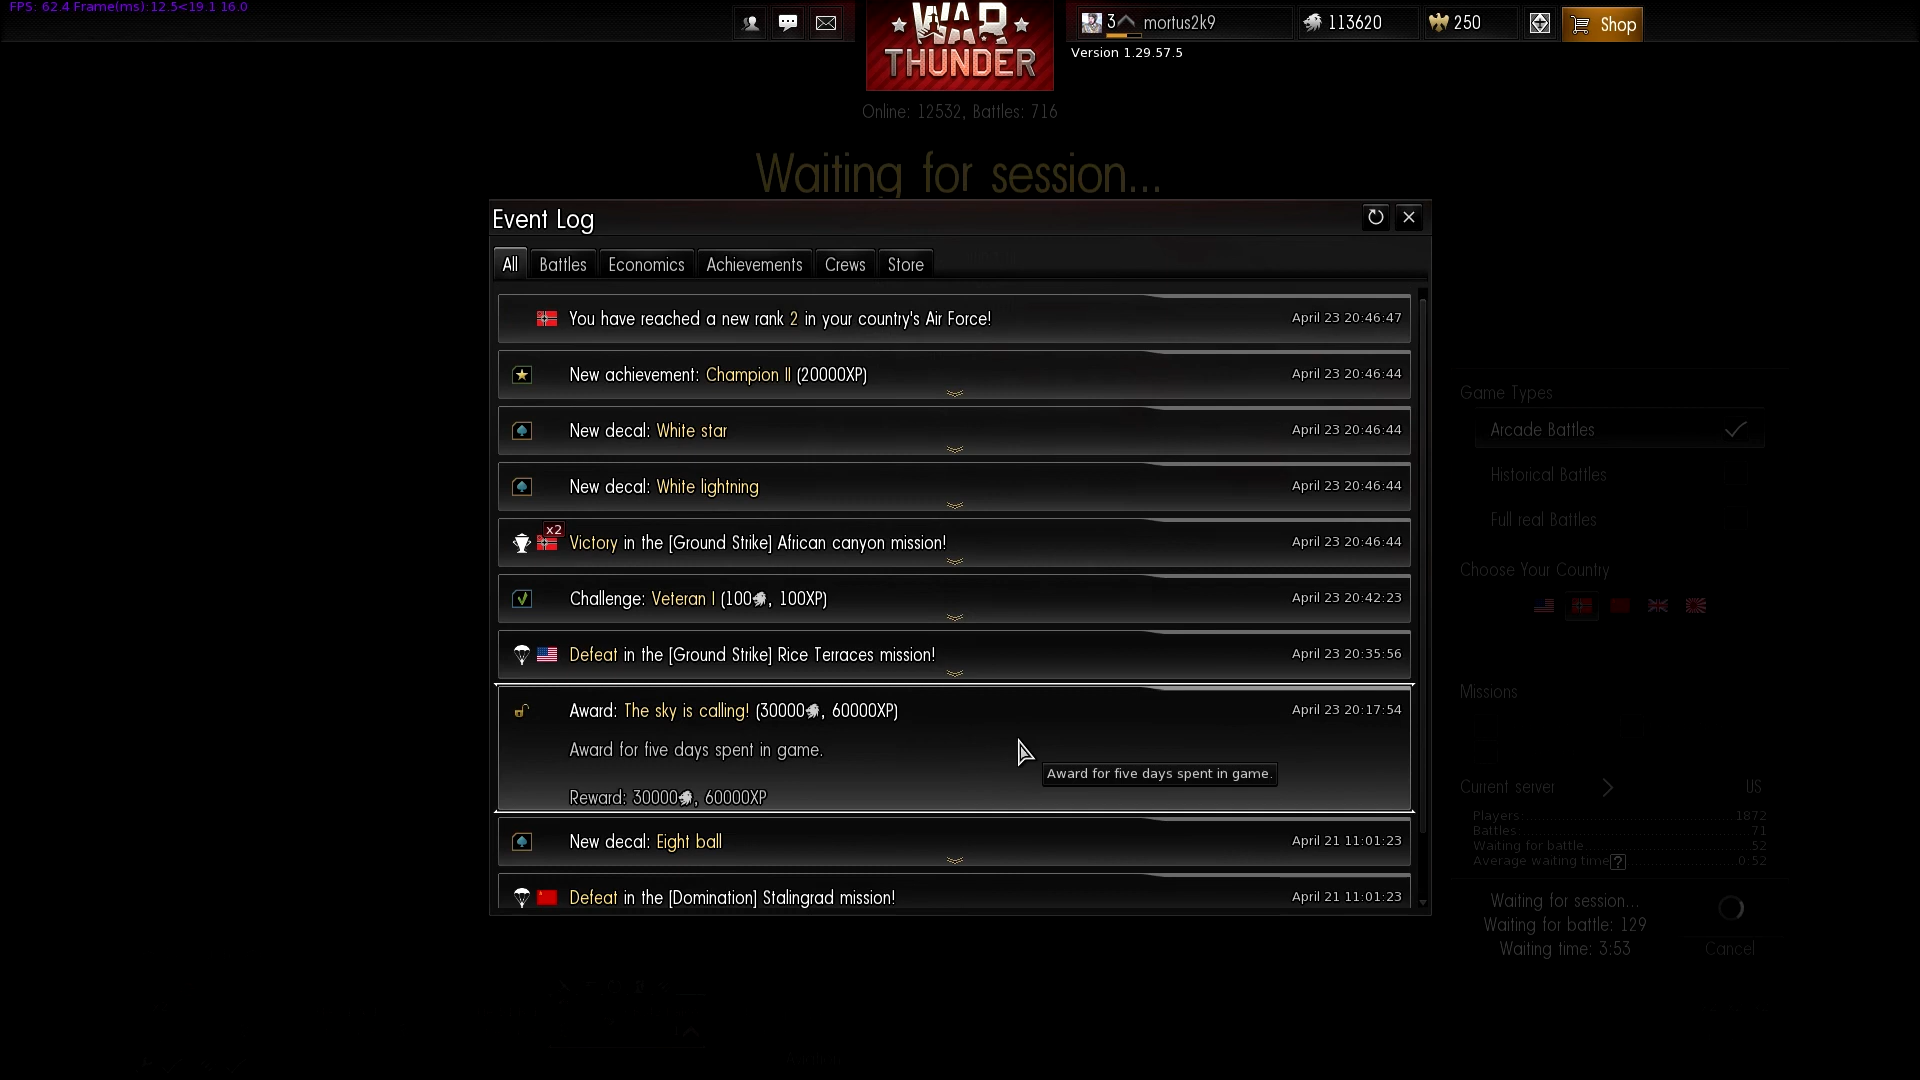 FPS: 62.4 Frame(ms):12.5<19.1 16.0
3 mortus2k9
113620
250
Shop
WAR
THUNDER
Version 1.29.57.5
Online: 12532, Battles: 716
Waiting for session...
Event Log
All
Battles
Economics
Achievements
Crews
Store
You have reached a new rank 2 in your country's Air Force!
April 23 20:46:47
New achievement: Champion II (20000XP)
April 23 20:46:44
New decal: White star
April 23 20:46:44
New decal: White lightning
April 23 20:46:44
x2
Victory in the [Ground Strike] African canyon mission!
April 23 20:46:44
Challenge: Veteran I (100, 100XP)
April 23 20:42:23
Defeat in the [Ground Strike] Rice Terraces mission!
April 23 20:35:56
Award: The sky is calling! (30000, 60000XP)
April 23 20:17:54
Award for five days spent in game.
Award for five days spent in game.
Reward: 30000, 60000XP
New decal: Eight ball
April 21 11:01:23
Defeat in the [Domination] Stalingrad mission!
April 21 11:01:23
Game Types
Arcade Battles
Historical Battles
Full real Battles
Choose Your Country
Missions
Current server
US
Players: 1872
Battles: 71
Waiting for battle 52
Average waiting time ? 0:52
Waiting for session...
Waiting for battle: 129
Waiting time: 3:53
Cancel